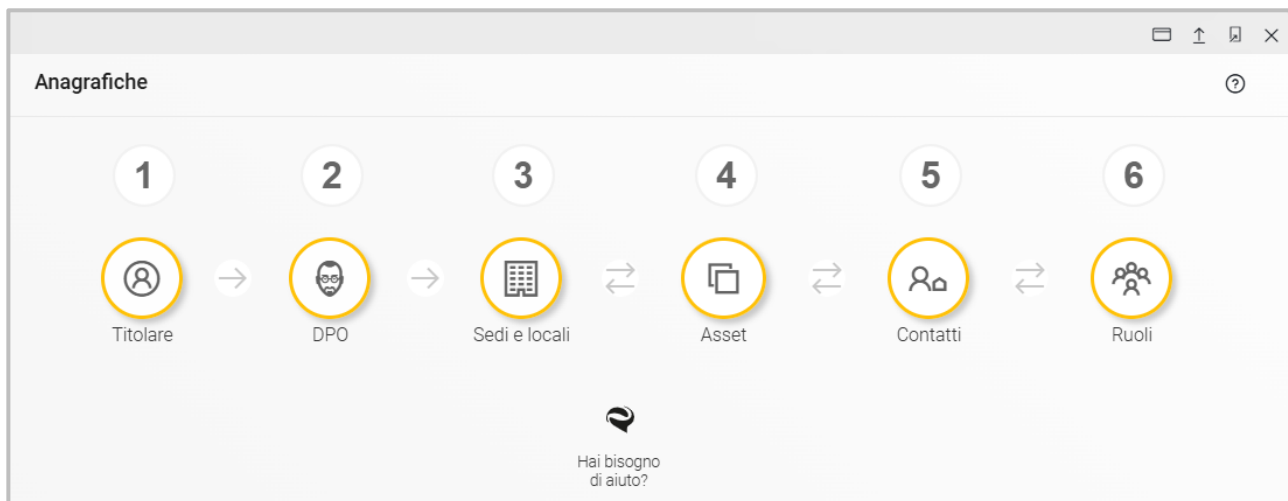 Anagrafiche
1 2 3 4 5 6
Titolare DPO Sedi e locali Asset Contatti Ruoli
Hai bisogno
di aiuto?